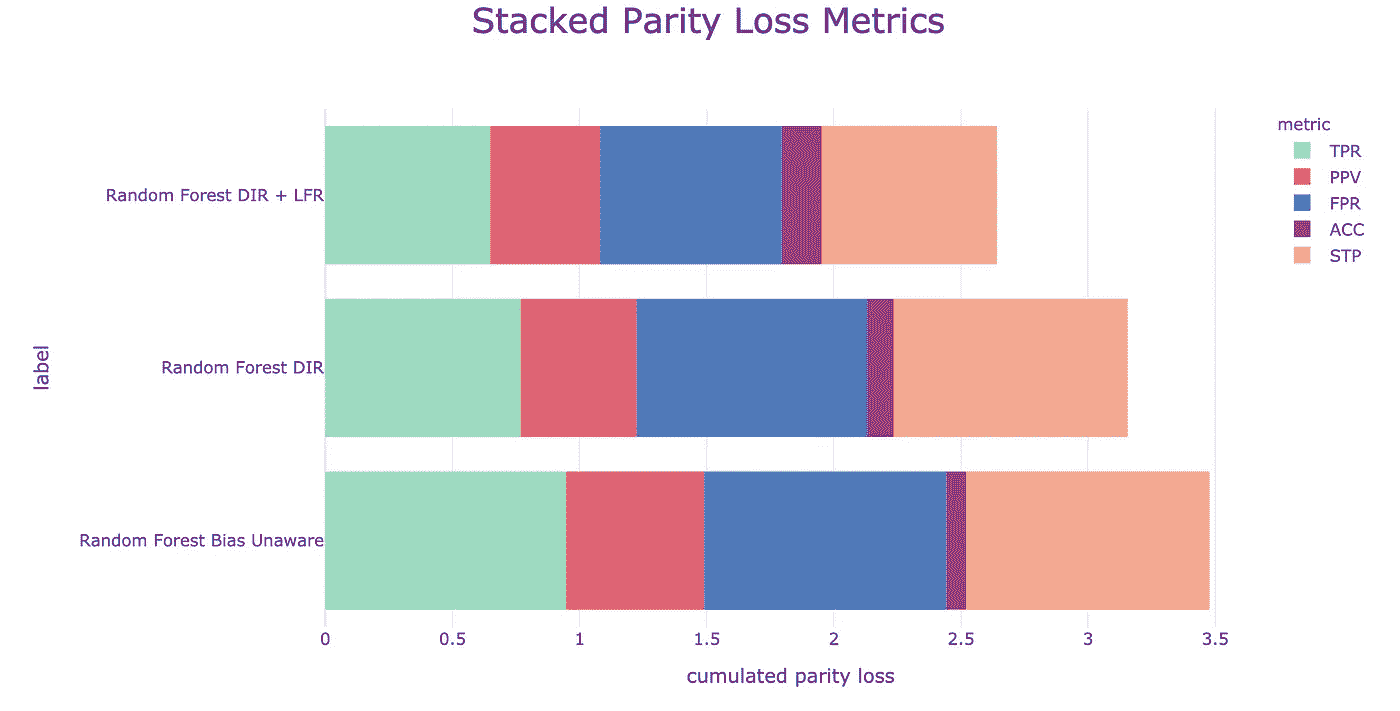 Stacked Parity Loss Metrics
metric
TPR
PPV
FPR
ACC
STP
label
Random Forest DIR + LFR
Random Forest DIR
Random Forest Bias Unaware
0 0.5 1 1.5 2 2.5 3 3.5
cumulated parity loss